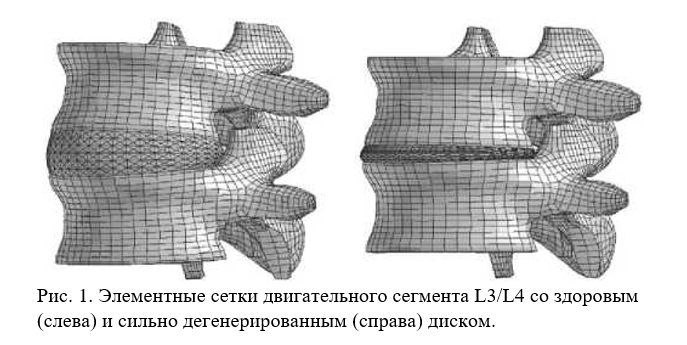 Рис. 1. Элементные сетки двигательного сегмента L3/L4 со здоровым
(слева) и сильно дегенерированным (справа) диском.